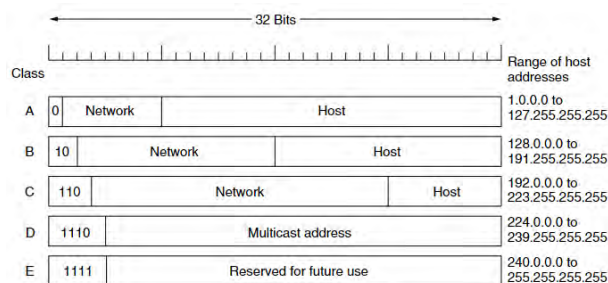 32 Bits
Class
Range of host
addresses
A 0 Network Host 1.0.0.0 to
127.255.255.255
B 10 Network Host 128.0.0.0 to
191.255.255.255
C 110 Network Host 192.0.0.0 to
223.255.255.255
D 1110 Multicast address 224.0.0.0 to
239.255.255.255
E 1111 Reserved for future use 240.0.0.0 to
255.255.255.255